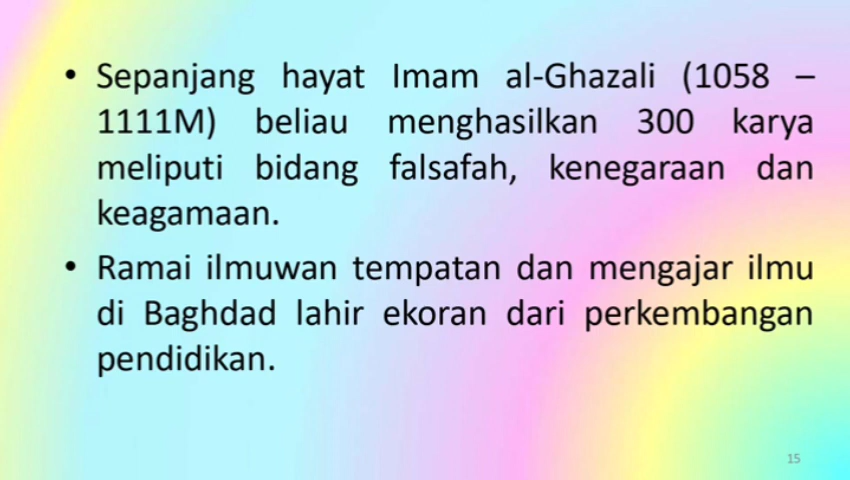 • Sepanjang hayat Imam al-Ghazali (1058 –
1111M) beliau menghasilkan 300 karya
meliputi bidang falsafah, kenegaraan dan
keagamaan.
• Ramai ilmuwan tempatan dan mengajar ilmu
di Baghdad lahir ekoran dari perkembangan
pendidikan.
15